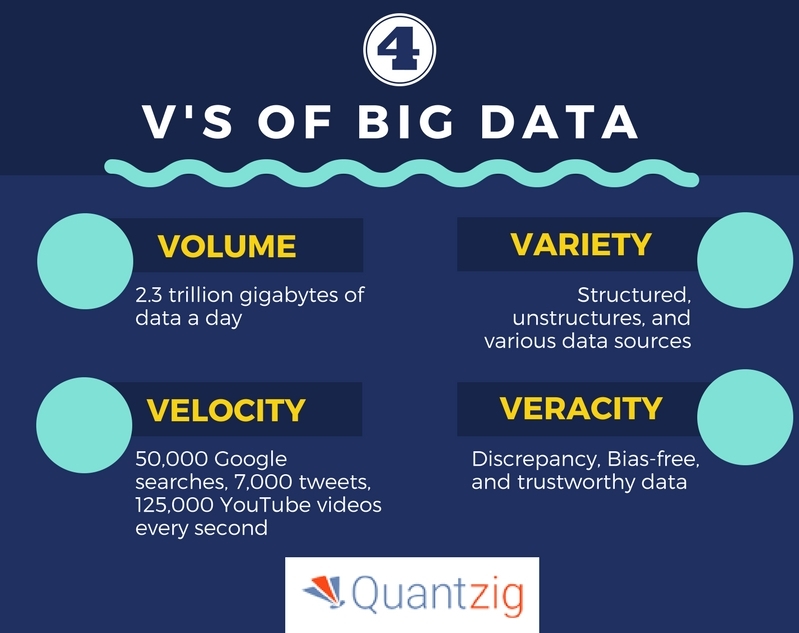 4
V'S OF BIG DATA
VOLUME
2.3 trillion gigabytes of
data a day
VARIETY
Structured,
unstructures, and
various data sources
VELOCITY
50,000 Google
searches, 7,000 tweets,
125,000 YouTube videos
every second
VERACITY
Discrepancy, Bias-free,
and trustworthy data
Quantzig